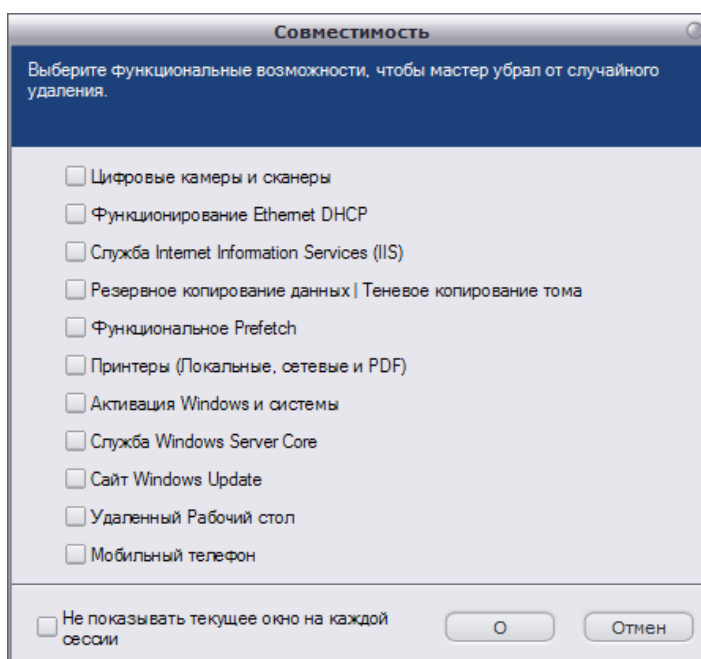 Совместимость
Выберите функциональные возможности, чтобы мастер убрал от случайного
удаления.
Цифровые камеры и сканеры
Функционирование Ethernet DHCP
Служба Internet Information Services (IIS)
Резервное копирование данных | Теневое копирование тома
Функциональное Prefetch
Принтеры (Локальные, сетевые и PDF)
Активация Windows и системы
Служба Windows Server Core
Сайт Windows Update
Удаленный Рабочий стол
Мобильный телефон
Не показывать текущее окно на каждой
сессии
О
Отмен